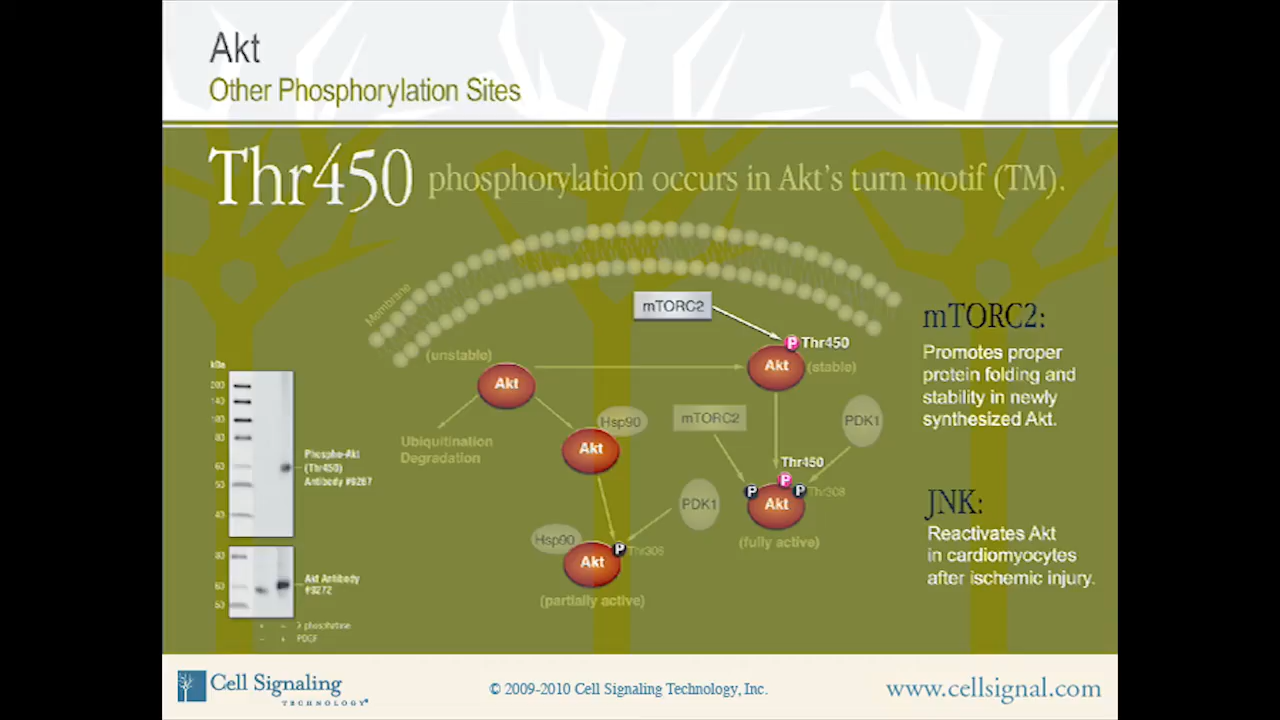 Akt
Other Phosphorylation Sites
Thr450 phosphorylation occurs in Akt's turn motif (TM).
Membrane
mTORC2
P Thr450
Akt (stable)
(unstable)
Akt
Ubiquitination
Degradation
Hsp90
Akt
mTORC2
PDK1
Thr450
P
P
P Thr308
Akt
(fully active)
PDK1
Hsp90
P Thr308
Akt
(partially active)
mTORC2:
Promotes proper
protein folding and
stability in newly
synthesized Akt.
JNK:
Reactivates Akt
in cardiomyocytes
after ischemic injury.
kDa
200
140
100
80
60
50
40
Phospho-Akt
(Thr450)
Antibody #9267
80
60
50
Akt Antibody
#9272
+ – λ phosphatase
– + PDGF
Cell Signaling
TECHNOLOGY®
© 2009-2010 Cell Signaling Technology, Inc.
www.cellsignal.com